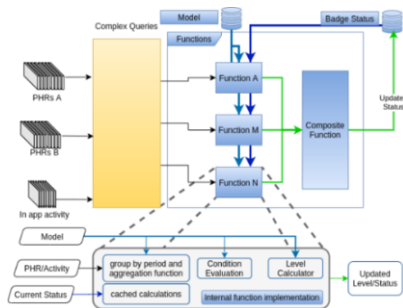 Complex Queries
Model
Badge Status
Functions
Function A
PHRs A
Update
Status
Function M
Composite
Function
PHRs B
Function N
In app activity
Model
PHR/Activity
group by period and
aggregation function
Condition
Evaluation
Level
Calculator
Updated
Level/Status
Current Status
cached calculations
Internal function implementation